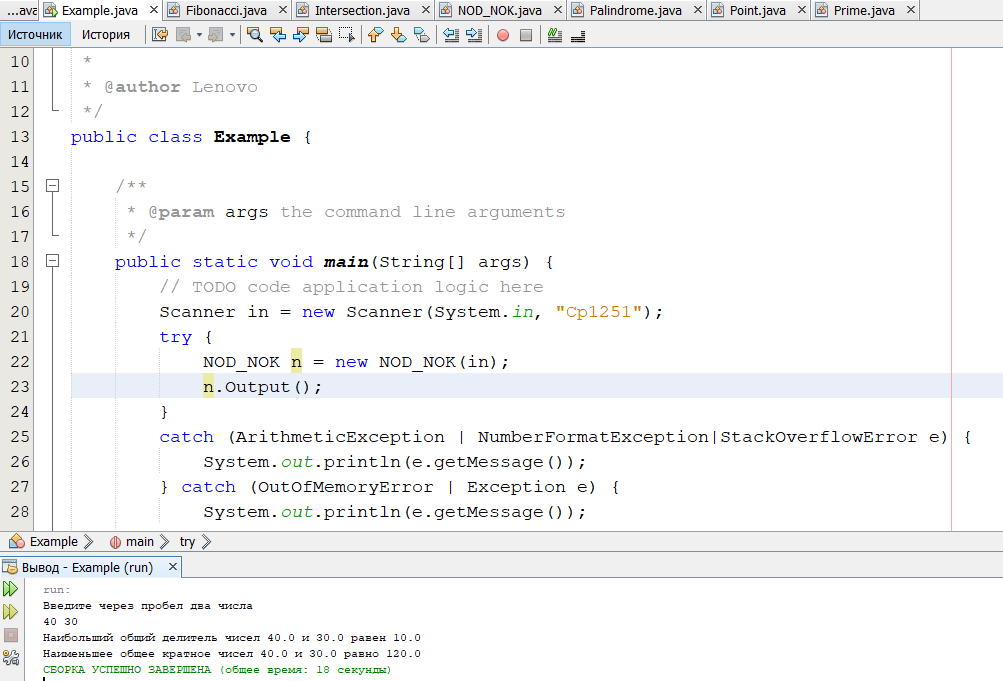 ...ava Example.java Fibonacci.java Intersection.java NOD_NOK.java Palindrome.java Point.java Prime.java
Источник История
10 *
11 * @author Lenovo
12 */
13 public class Example {
14
15 /**
16 * @param args the command line arguments
17 */
18 public static void main(String[] args) {
19 // TODO code application logic here
20 Scanner in = new Scanner(System.in, "Cp1251");
21 try {
22 NOD_NOK n = new NOD_NOK(in);
23 n.Output();
24 }
25 catch (ArithmeticException | NumberFormatException|StackOverflowError e) {
26 System.out.println(e.getMessage());
27 } catch (OutOfMemoryError | Exception e) {
28 System.out.println(e.getMessage());
Example main try
Вывод - Example (run)
run:
Введите через пробел два числа
40 30
Наибольший общий делитель чисел 40.0 и 30.0 равен 10.0
Наименьшее общее кратное чисел 40.0 и 30.0 равно 120.0
СБОРКА УСПЕШНО ЗАВЕРШЕНА (общее время: 18 секунды)